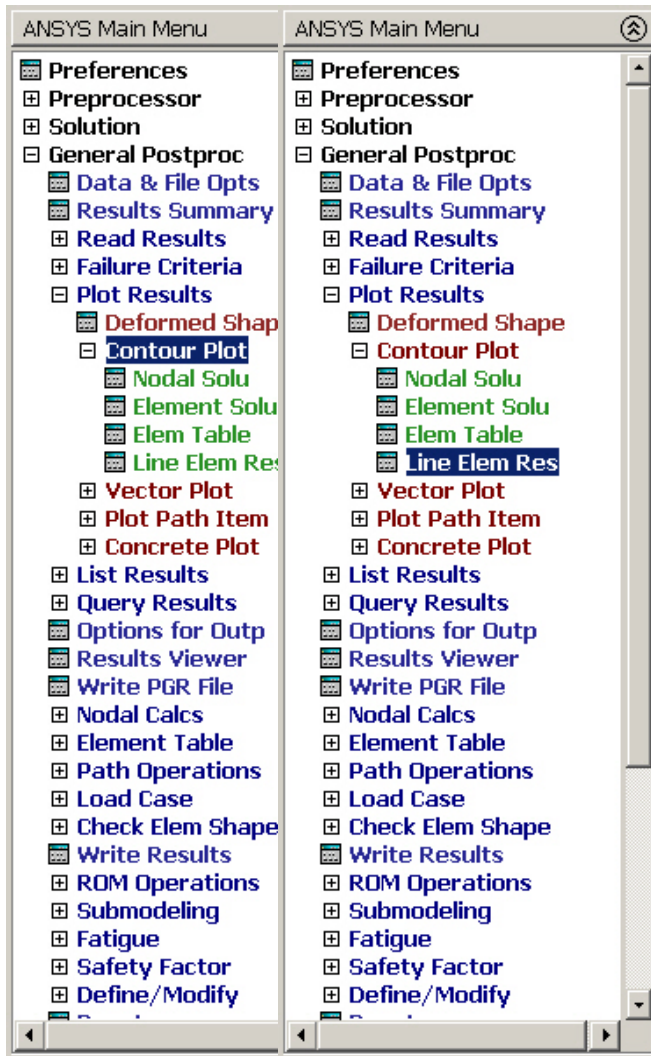 ANSYS Main Menu
Preferences
Preprocessor
Solution
General Postproc
Data & File Opts
Results Summary
Read Results
Failure Criteria
Plot Results
Deformed Shap
Contour Plot
Nodal Solu
Element Solu
Elem Table
Line Elem Res
Vector Plot
Plot Path Item
Concrete Plot
List Results
Query Results
Options for Outp
Results Viewer
Write PGR File
Nodal Calcs
Element Table
Path Operations
Load Case
Check Elem Shape
Write Results
ROM Operations
Submodeling
Fatigue
Safety Factor
Define/Modify
ANSYS Main Menu
Preferences
Preprocessor
Solution
General Postproc
Data & File Opts
Results Summary
Read Results
Failure Criteria
Plot Results
Deformed Shape
Contour Plot
Nodal Solu
Element Solu
Elem Table
Line Elem Res
Vector Plot
Plot Path Item
Concrete Plot
List Results
Query Results
Options for Outp
Results Viewer
Write PGR File
Nodal Calcs
Element Table
Path Operations
Load Case
Check Elem Shape
Write Results
ROM Operations
Submodeling
Fatigue
Safety Factor
Define/Modify